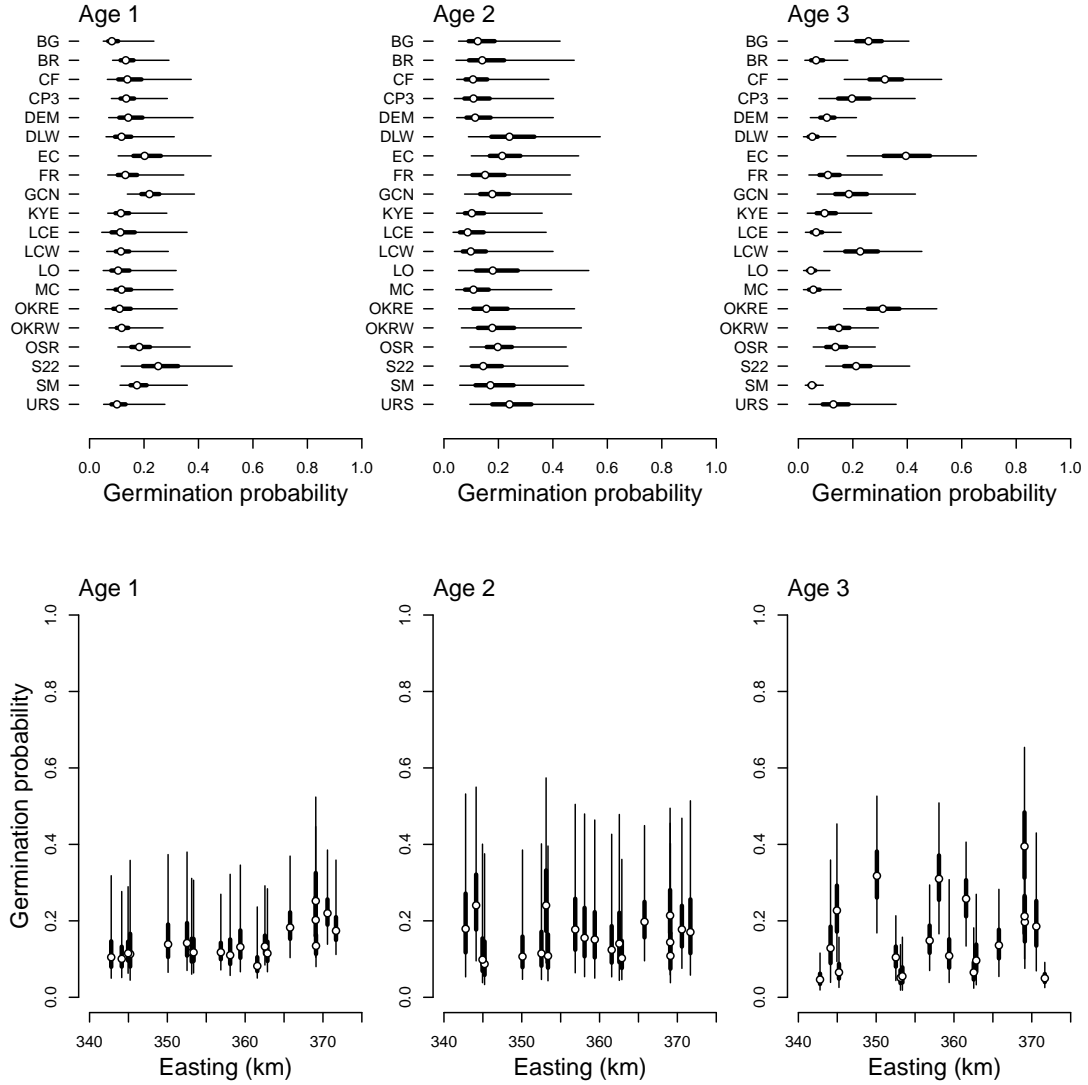 Age 1
BG
BR
CF
CP3
DEM
DLW
EC
FR
GCN
KYE
LCE
LCW
LO
MC
OKRE
OKRW
OSR
S22
SM
URS
0.0 0.2 0.4 0.6 0.8 1.0
Germination probability
Age 2
BG
BR
CF
CP3
DEM
DLW
EC
FR
GCN
KYE
LCE
LCW
LO
MC
OKRE
OKRW
OSR
S22
SM
URS
0.0 0.2 0.4 0.6 0.8 1.0
Germination probability
Age 3
BG
BR
CF
CP3
DEM
DLW
EC
FR
GCN
KYE
LCE
LCW
LO
MC
OKRE
OKRW
OSR
S22
SM
URS
0.0 0.2 0.4 0.6 0.8 1.0
Germination probability
Germination probability
Age 1
0.0 0.2 0.4 0.6 0.8 1.0
340 350 360 370
Easting (km)
Age 2
0.0 0.2 0.4 0.6 0.8 1.0
340 350 360 370
Easting (km)
Age 3
0.0 0.2 0.4 0.6 0.8 1.0
340 350 360 370
Easting (km)